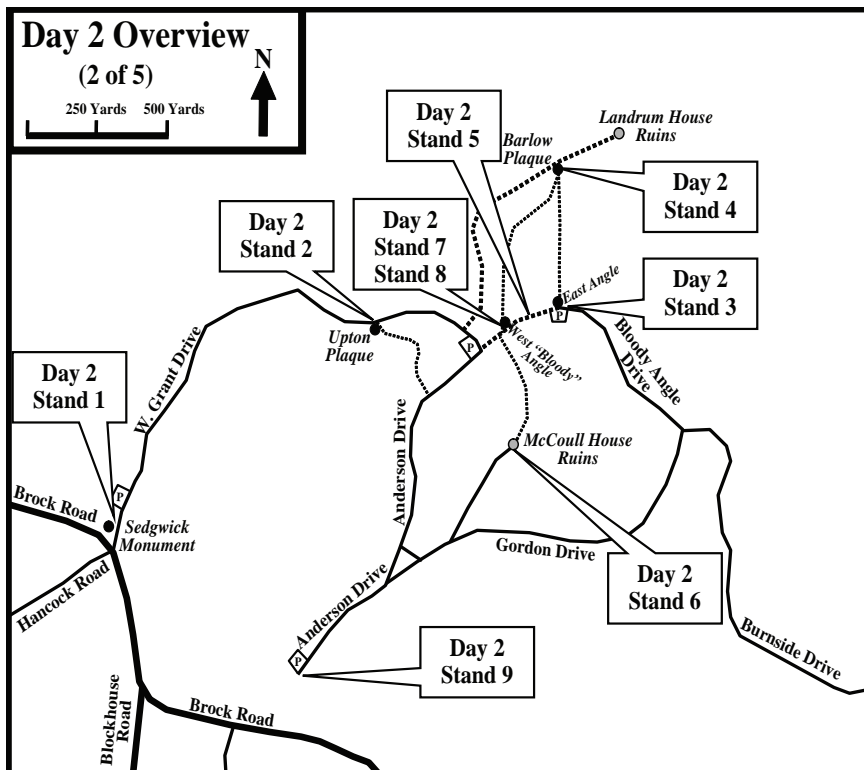 Day 2 Overview
(2 of 5)
N
250 Yards 500 Yards
Landrum House
Ruins
Barlow
Plaque
Day 2
Stand 5
Day 2
Stand 4
Day 2
Stand 2
Day 2
Stand 7
Stand 8
East Angle
Day 2
Stand 3
P
Upton
Plaque
P
West "Bloody"
Angle
Bloody Angle
Drive
W. Grant Drive
Day 2
Stand 1
Anderson Drive
McCoull House
Ruins
P
Brock Road
Sedgwick
Monument
Gordon Drive
Hancock Road
Day 2
Stand 6
Anderson Drive
P
Day 2
Stand 9
Burnside Drive
Blockhouse
Road
Brock Road